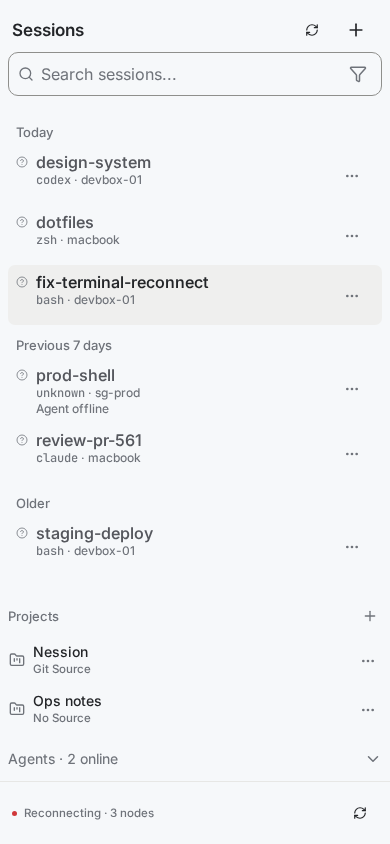 Sessions
Search sessions...
Today
design-system
codex · devbox-01
dotfiles
zsh · macbook
fix-terminal-reconnect
bash · devbox-01
Previous 7 days
prod-shell
unknown · sg-prod
Agent offline
review-pr-561
claude · macbook
Older
staging-deploy
bash · devbox-01
Projects
Nession
Git Source
Ops notes
No Source
Agents · 2 online
Reconnecting · 3 nodes